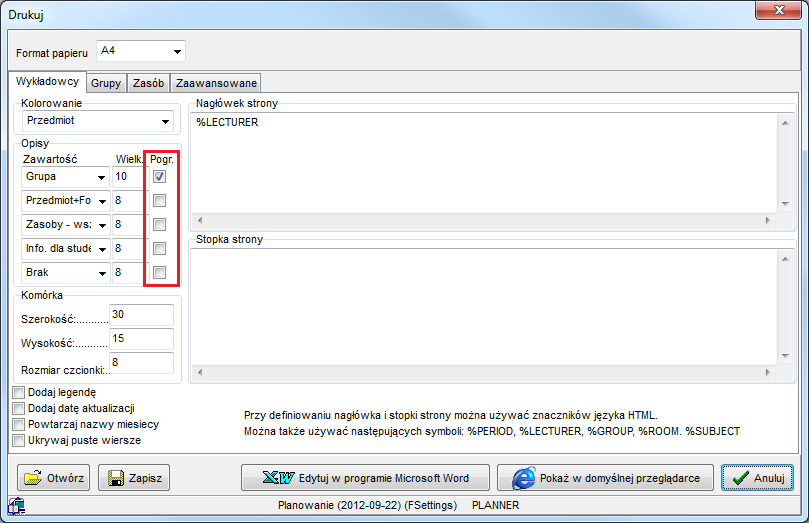 Drukuj
Format papieru A4
Wykładowcy Grupy Zasób Zaawansowane
Kolorowanie
Przedmiot
Opisy
Zawartość Wielk. Pogr.
Grupa 10
Przedmiot+Fo 8
Zasoby - wsz 8
Info. dla stude 8
Brak 8
Komórka
Szerokość:........... 30
Wysokość:........... 15
Rozmiar czcionki:.. 8
Dodaj legendę
Dodaj datę aktualizacji
Powtarzaj nazwy miesiecy
Ukrywaj puste wiersze
Nagłówek strony
%LECTURER
Stopka strony
Przy definiowaniu nagłówka i stopki strony można używać znaczników języka HTML.
Można także używać następujących symboli: %PERIOD, %LECTURER, %GROUP, %ROOM. %SUBJECT
Otwórz Zapisz Edytuj w programie Microsoft Word Pokaż w domyślnej przeglądarce Anuluj
Planowanie (2012-09-22) (FSettings) PLANNER